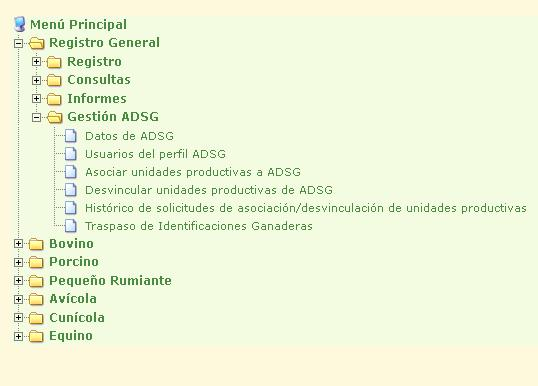 Menú Principal
Registro General
Registro
Consultas
Informes
Gestión ADSG
Datos de ADSG
Usuarios del perfil ADSG
Asociar unidades productivas a ADSG
Desvincular unidades productivas de ADSG
Histórico de solicitudes de asociación/desvinculación de unidades productivas
Traspaso de Identificaciones Ganaderas
Bovino
Porcino
Pequeño Rumiante
Avícola
Cunícola
Equino